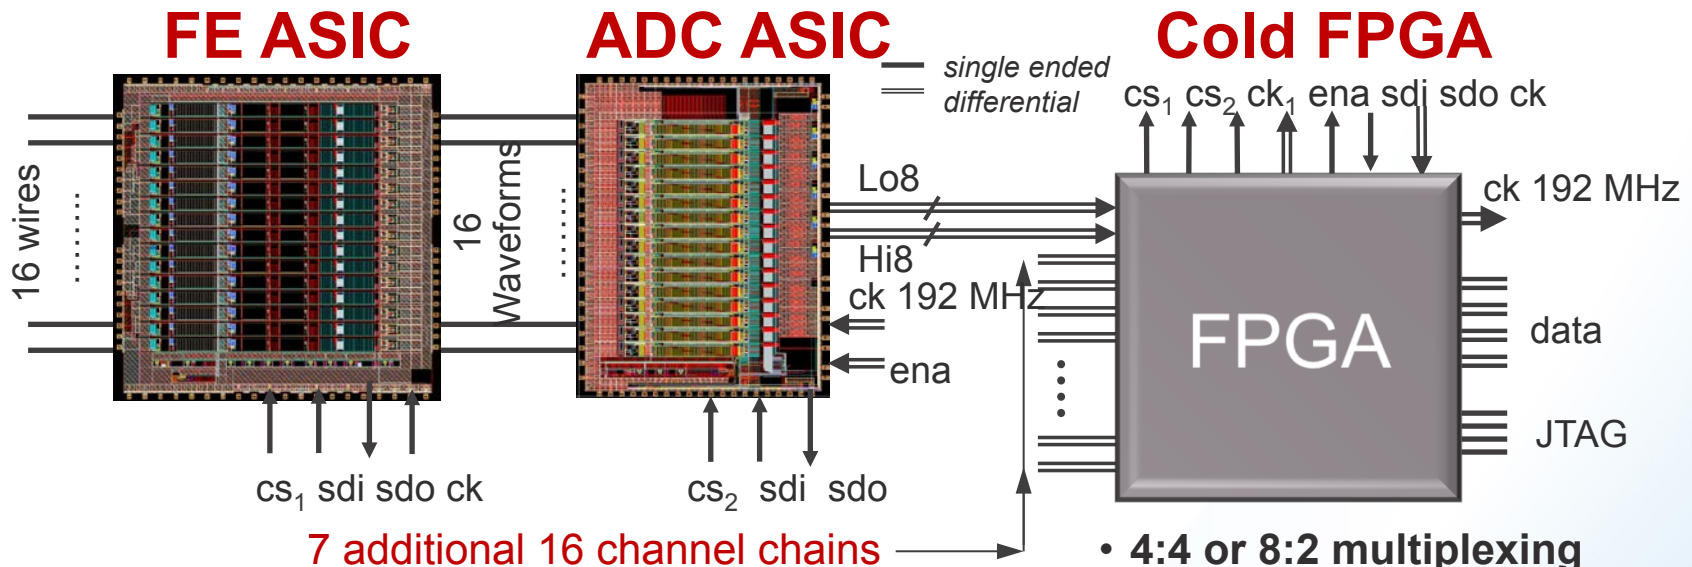 FE ASIC
ADC ASIC
Cold FPGA
single ended
differential
cs1 cs2 ck1 ena sdi sdo ck
16 wires
16
Waveforms
Lo8
Hi8
ck 192 MHz
ena
ck 192 MHz
FPGA
data
JTAG
cs1 sdi sdo ck
cs2 sdi sdo
7 additional 16 channel chains
• 4:4 or 8:2 multiplexing